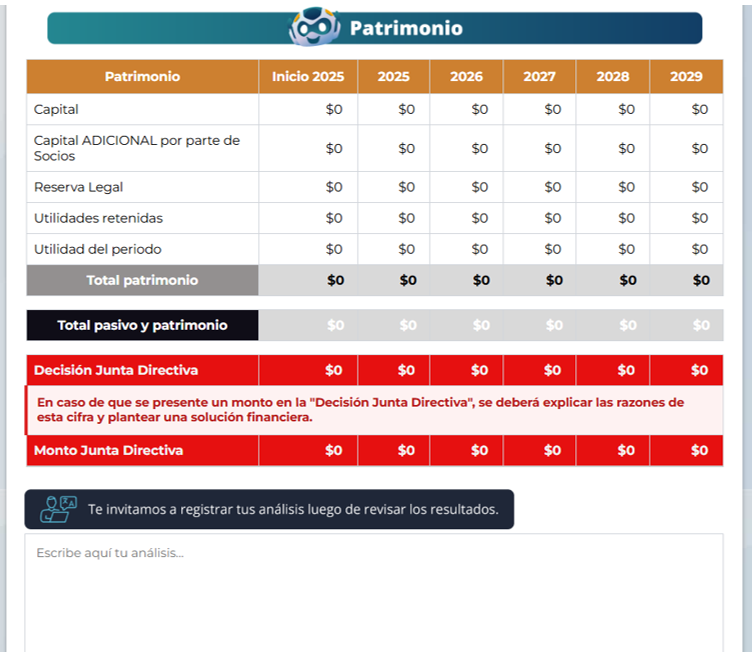 Patrimonio
Patrimonio Inicio 2025 2025 2026 2027 2028 2029
Capital $0 $0 $0 $0 $0 $0
Capital ADICIONAL por parte de
Socios $0 $0 $0 $0 $0 $0
Reserva Legal $0 $0 $0 $0 $0 $0
Utilidades retenidas $0 $0 $0 $0 $0 $0
Utilidad del periodo $0 $0 $0 $0 $0 $0
Total patrimonio $0 $0 $0 $0 $0 $0
Total pasivo y patrimonio $0 $0 $0 $0 $0 $0
Decisión Junta Directiva $0 $0 $0 $0 $0 $0
En caso de que se presente un monto en la "Decisión Junta Directiva", se deberá explicar las razones de
esta cifra y plantear una solución financiera.
Monto Junta Directiva $0 $0 $0 $0 $0 $0
Te invitamos a registrar tus análisis luego de revisar los resultados.
Escribe aquí tu análisis...